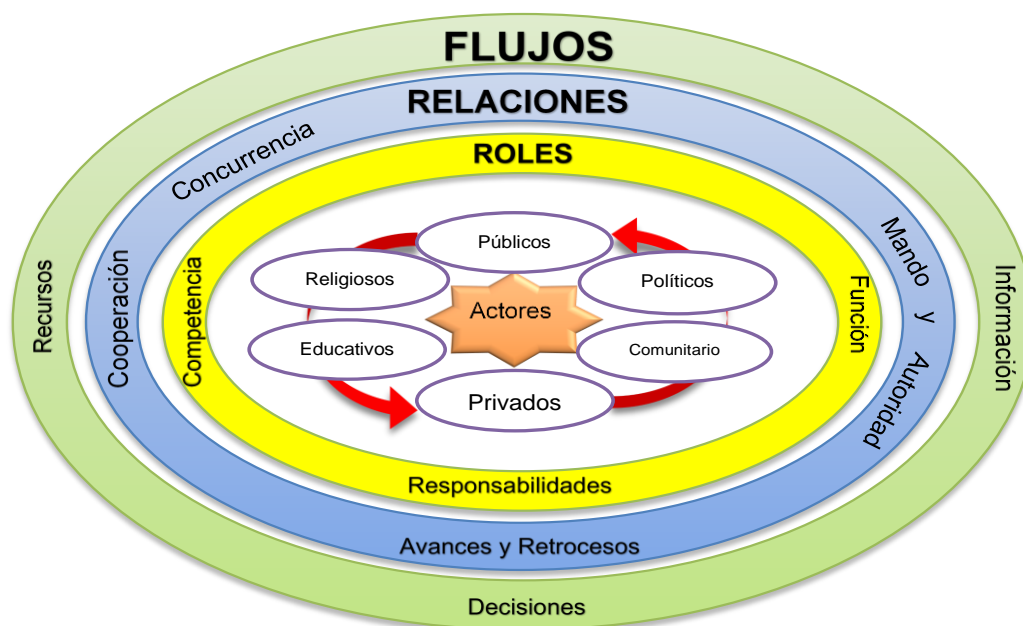 FLUJOS
RELACIONES
Concurrencia
ROLES
Públicos
Religiosos
Políticos
Actores
Educativos
Comunitario
Privados
Recursos
Cooperación
Competencia
Función
Mando y Autoridad
Información
Responsabilidades
Avances y Retrocesos
Decisiones